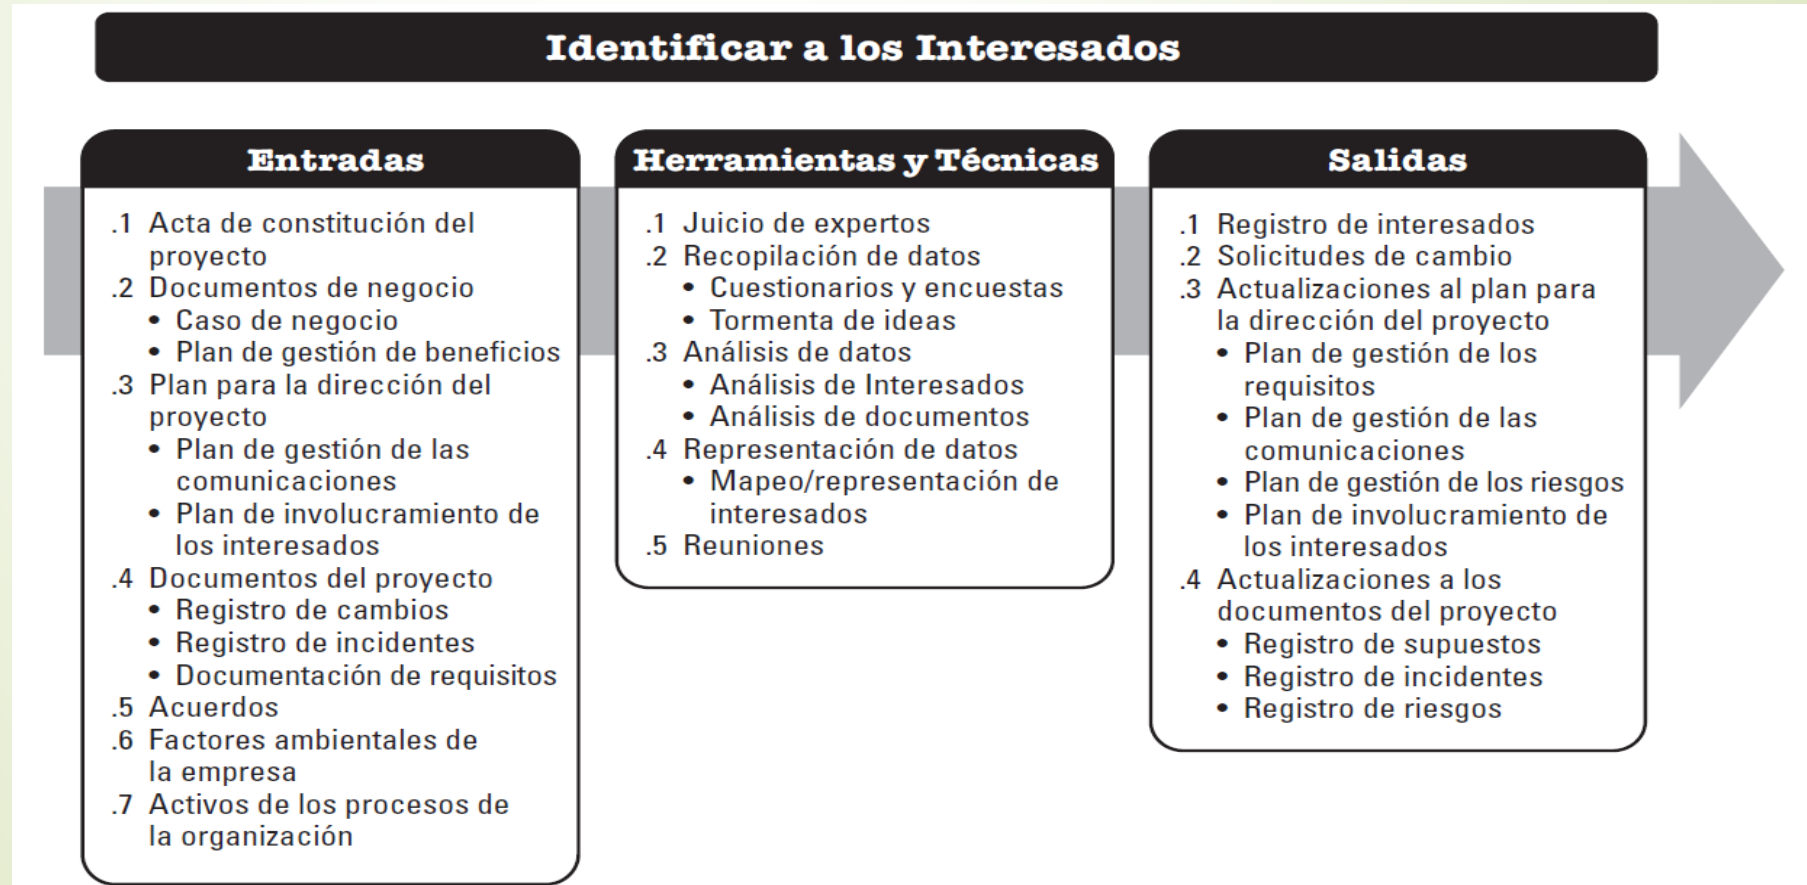 Identificar a los Interesados
Entradas
.1 Acta de constitución del
proyecto
.2 Documentos de negocio
• Caso de negocio
• Plan de gestión de beneficios
.3 Plan para la dirección del
proyecto
• Plan de gestión de las
comunicaciones
• Plan de involucramiento de
los interesados
.4 Documentos del proyecto
• Registro de cambios
• Registro de incidentes
• Documentación de requisitos
.5 Acuerdos
.6 Factores ambientales de
la empresa
.7 Activos de los procesos de
la organización
Herramientas y Técnicas
.1 Juicio de expertos
.2 Recopilación de datos
• Cuestionarios y encuestas
• Tormenta de ideas
.3 Análisis de datos
• Análisis de Interesados
• Análisis de documentos
.4 Representación de datos
• Mapeo/representación de
interesados
.5 Reuniones
Salidas
.1 Registro de interesados
.2 Solicitudes de cambio
.3 Actualizaciones al plan para
la dirección del proyecto
• Plan de gestión de los
requisitos
• Plan de gestión de las
comunicaciones
• Plan de gestión de los riesgos
• Plan de involucramiento de
los interesados
.4 Actualizaciones a los
documentos del proyecto
• Registro de supuestos
• Registro de incidentes
• Registro de riesgos